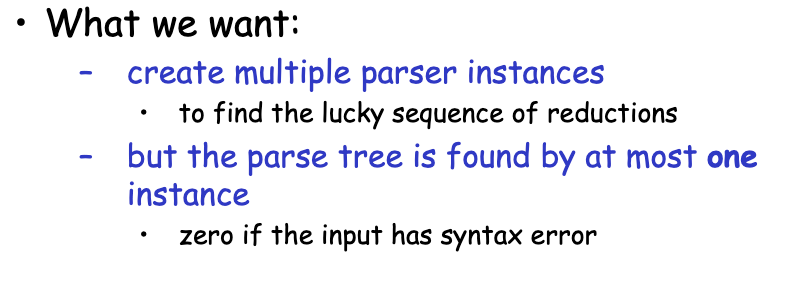 • What we want:
– create multiple parser instances
• to find the lucky sequence of reductions
– but the parse tree is found by at most one
instance
• zero if the input has syntax error